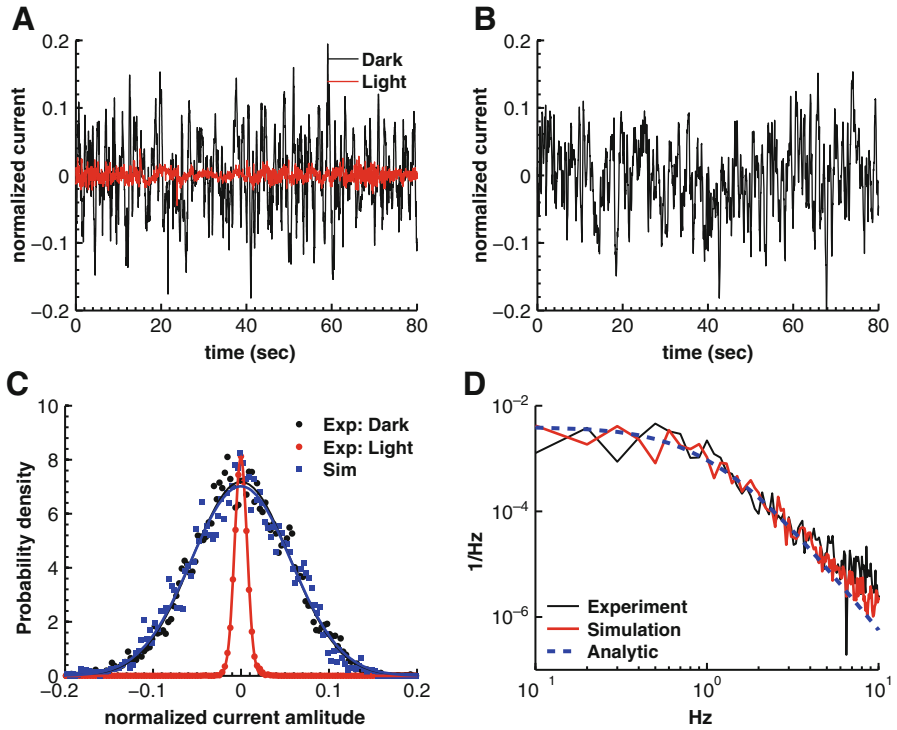 A
0.2
0.1
0
−0.1
−0.2
normalized current
Dark
Light
0 20 40 60 80
time (sec)
B
0.2
0.1
0
−0.1
−0.2
normalized current
0 20 40 60 80
time (sec)
C
10
8
6
4
2
0
Probability density
Exp: Dark
Exp: Light
Sim
−0.2 −0.1 0 0.1 0.2
normalized current amlitude
D
10−2
10−4
10−6
1/Hz
Experiment
Simulation
Analytic
10 1 100 101
Hz